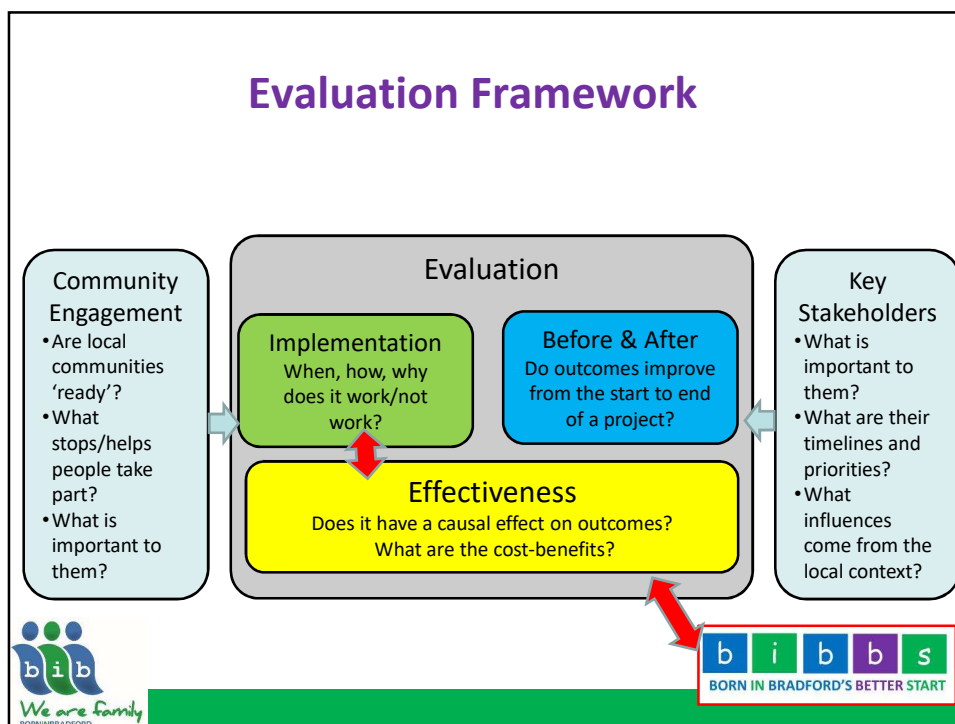 Evaluation Framework
Community
Engagement
•Are local
communities
‘ready’?
•What
stops/helps
people take
part?
•What is
important to
them?
Evaluation
Implementation
When, how, why
does it work/not
work?
Before & After
Do outcomes improve
from the start to end
of a project?
Effectiveness
Does it have a causal effect on outcomes?
What are the cost-benefits?
Key
Stakeholders
•What is
important to
them?
•What are their
timelines and
priorities?
•What
influences
come from the
local context?
b i b
We are family
BORNINBRADFORD
b i b b s
BORN IN BRADFORD'S BETTER START